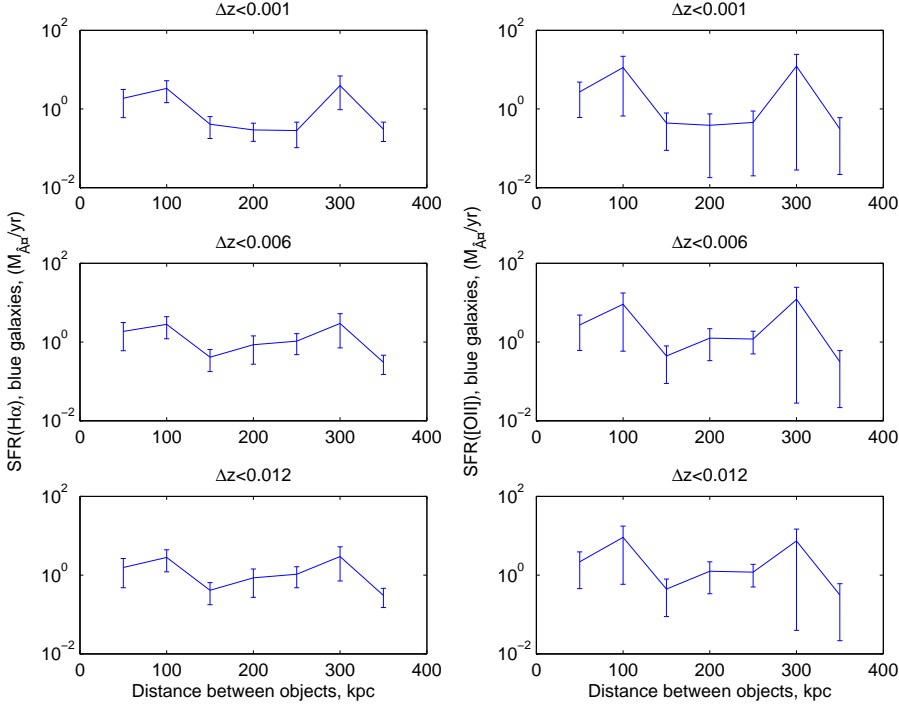 Δz<0.001
10²
10⁰
10⁻²
0 100 200 300 400
Δz<0.001
10²
10⁰
10⁻²
0 100 200 300 400
Δz<0.006
10²
10⁰
10⁻²
0 100 200 300 400
Δz<0.006
10²
10⁰
10⁻²
0 100 200 300 400
Δz<0.012
10²
10⁰
10⁻²
0 100 200 300 400
Δz<0.012
10²
10⁰
10⁻²
0 100 200 300 400
SFR(Hα), blue galaxies, (M_¤/yr)
SFR([OII]), blue galaxies, (M_¤/yr)
Distance between objects, kpc
Distance between objects, kpc